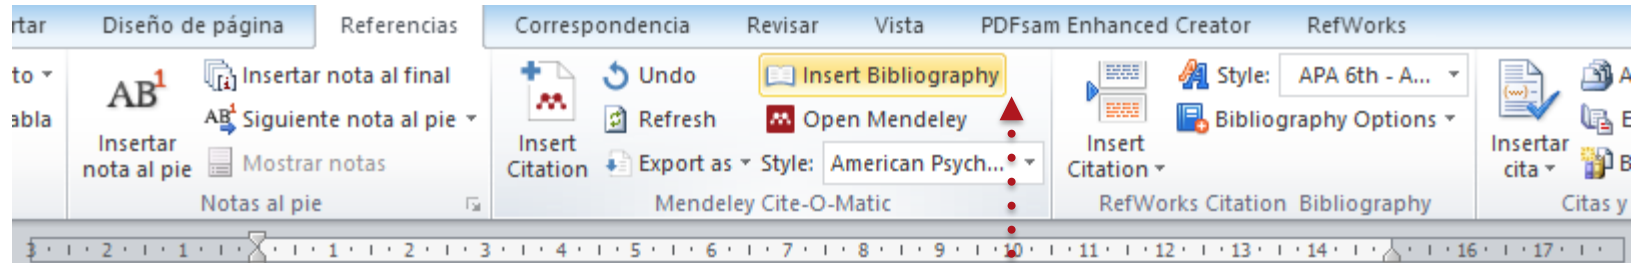 rtar Diseño de página Referencias Correspondencia Revisar Vista PDFsam Enhanced Creator RefWorks
to
abla
AB1
Insertar nota al pie
Insertar nota al final
Siguiente nota al pie
Mostrar notas
Notas al pie
Insert Citation
Undo
Refresh
Export as
Insert Bibliography
Open Mendeley
Style: American Psych...
Mendeley Cite-O-Matic
Insert Citation
Style: APA 6th - A...
Bibliography Options
RefWorks Citation Bibliography
Insertar cita
A
E
B
Citas y
3 2 1 1 2 3 4 5 6 7 8 9 10 11 12 13 14 16 17